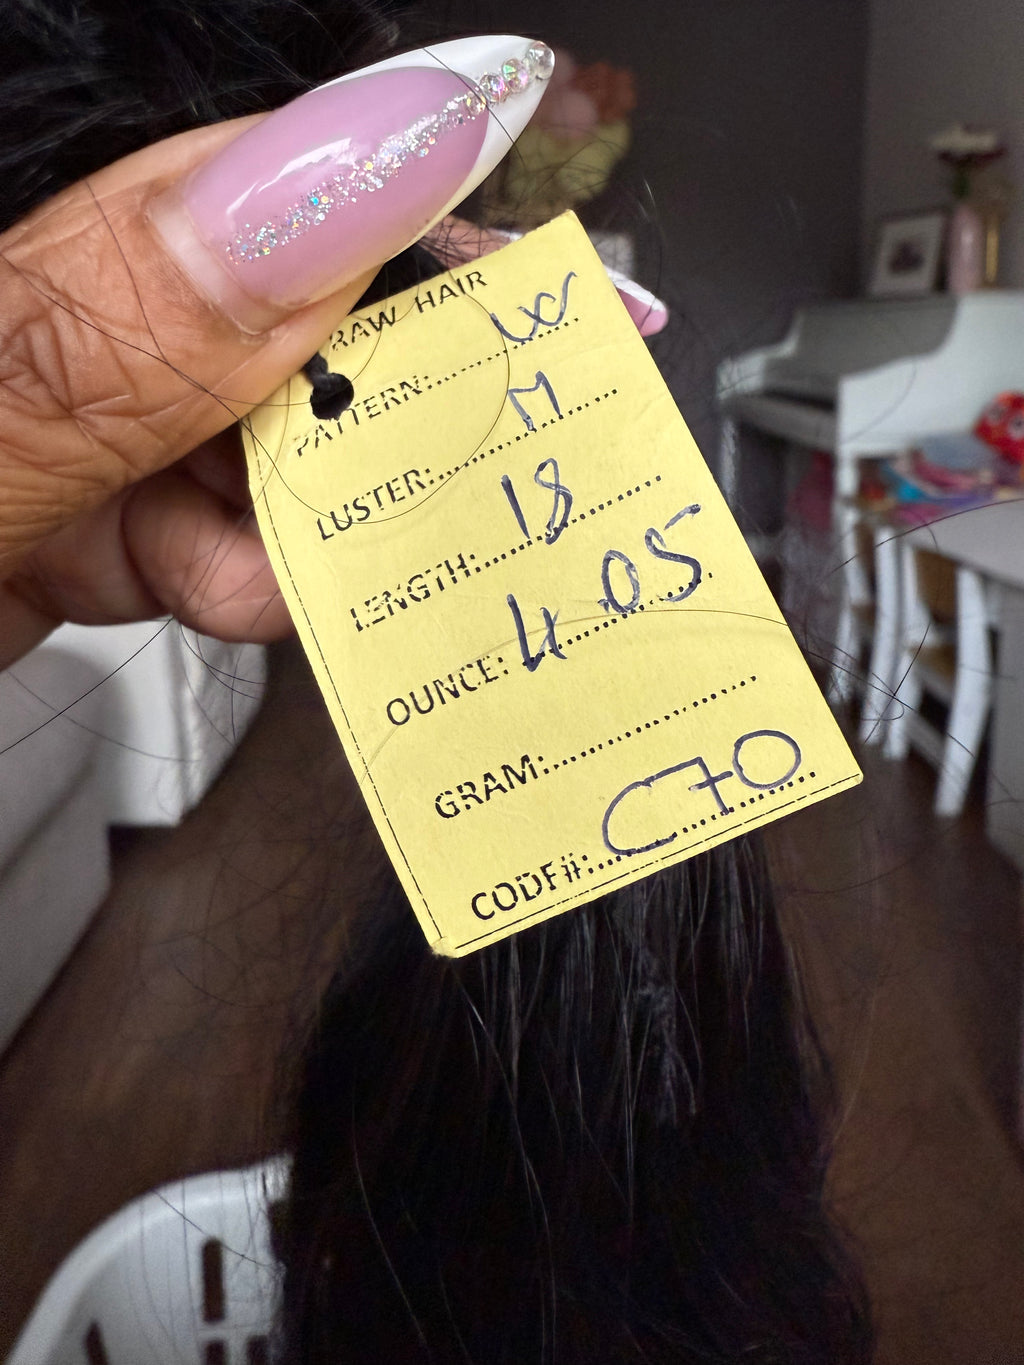 RAW HAIR
PATTERN:
LUSTER: M
LENGTH: 18
OUNCE: 4.05
GRAM:
CODE#: C70